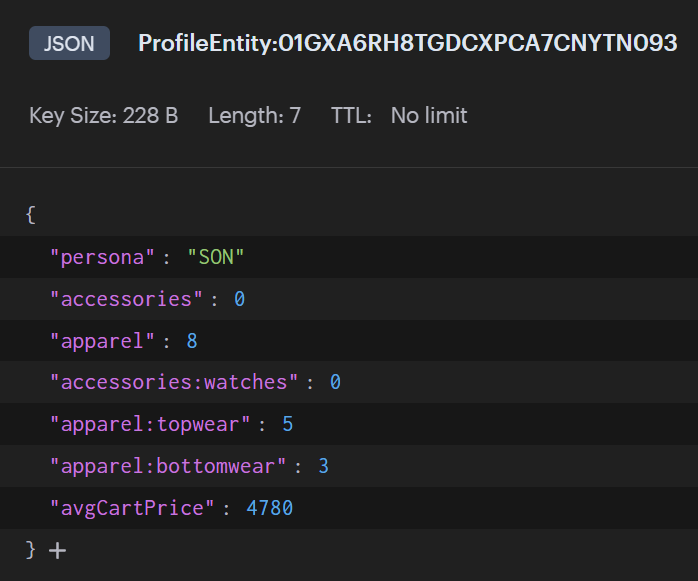 JSON ProfileEntity:01GXA6RH8TGDCXPCA7CNYTN093
Key Size: 228 B Length: 7 TTL: No limit
{
"persona" : "SON"
"accessories" : 0
"apparel" : 8
"accessories:watches" : 0
"apparel:topwear" : 5
"apparel:bottomwear" : 3
"avgCartPrice" : 4780
} +